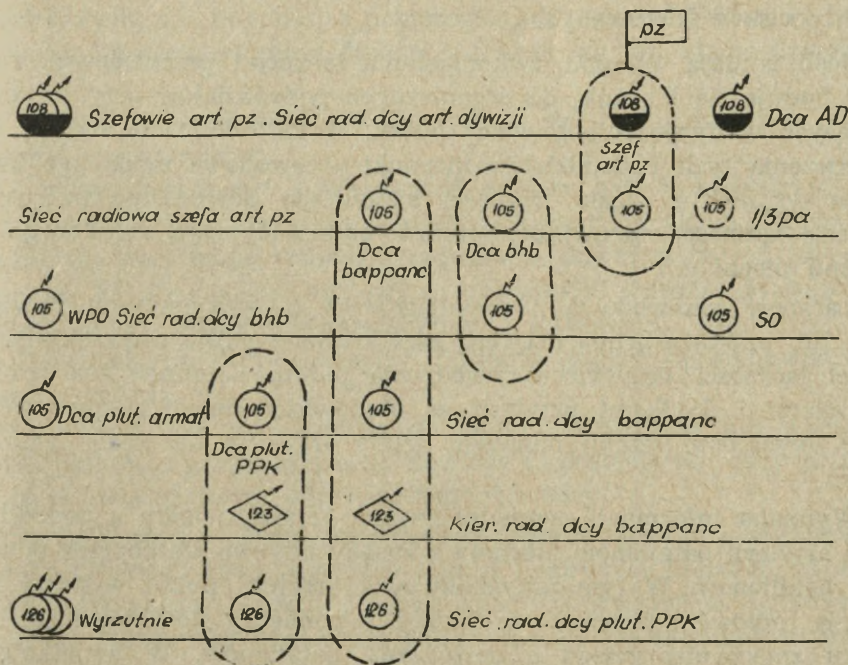 pz
108 Szefowie art. pz. Sieć rad. dcy art. dywizji 108 108 Dca AD
Szef
art pz
Sieć radiowa szefa art. pz 105 105 105 105 1/3pa
Dca
bappanc
Dca bhb
105 WPO Sieć rad. dcy bhb 105 105 SD
105 Dca plut. armat 105 105 Sieć rad. dcy bappanc
Dca plut.
PPK
123 123 Kier. rad. dcy bappanc
126 Wyrzutnie 126 126 Sieć rad. dcy plut. PPK